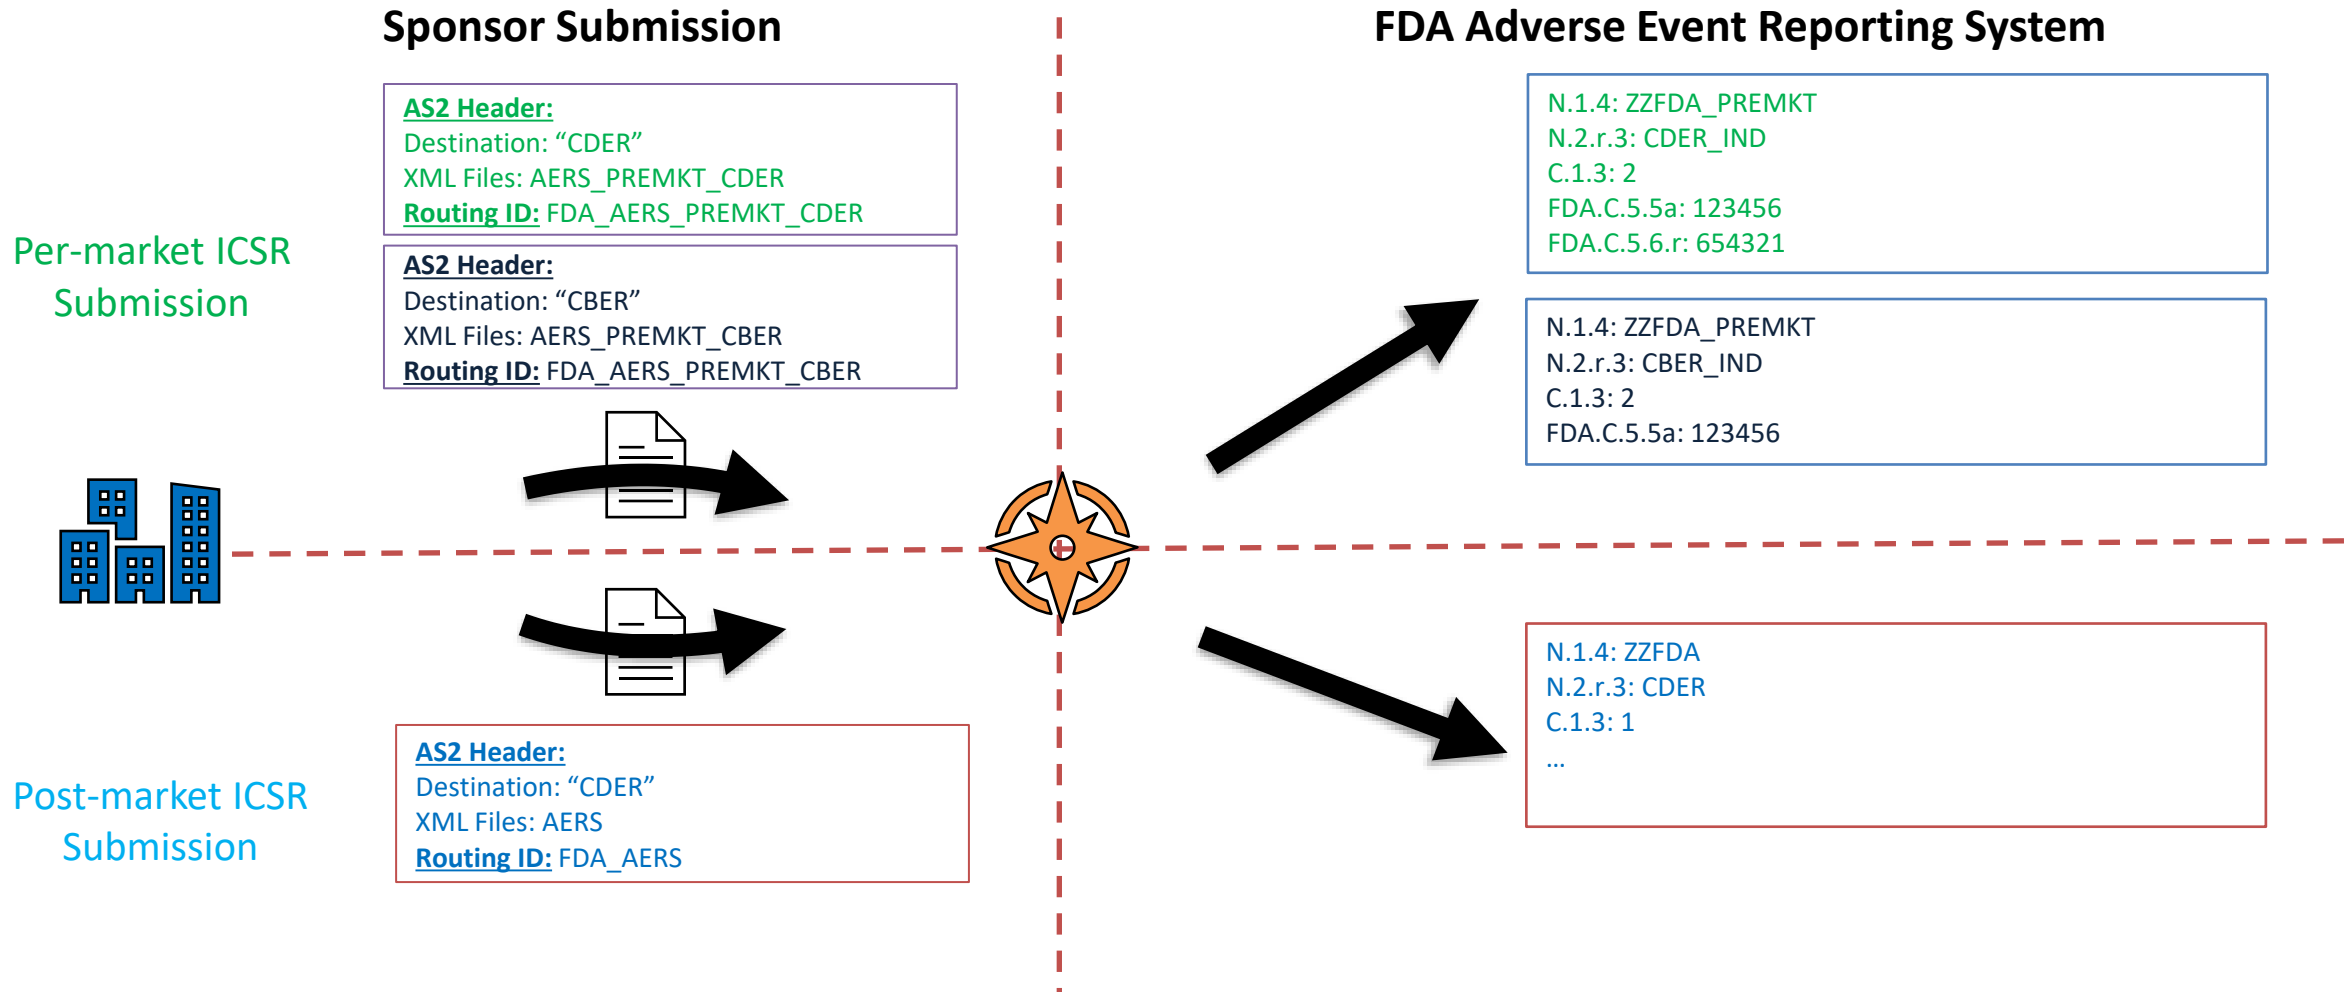 Sponsor Submission
FDA Adverse Event Reporting System
Per-market ICSR
Submission
AS2 Header:
Destination: “CDER”
XML Files: AERS_PREMKT_CDER
Routing ID: FDA_AERS_PREMKT_CDER
AS2 Header:
Destination: “CBER”
XML Files: AERS_PREMKT_CBER
Routing ID: FDA_AERS_PREMKT_CBER
N.1.4: ZZFDA_PREMKT
N.2.r.3: CDER_IND
C.1.3: 2
FDA.C.5.5a: 123456
FDA.C.5.6.r: 654321
N.1.4: ZZFDA_PREMKT
N.2.r.3: CBER_IND
C.1.3: 2
FDA.C.5.5a: 123456
Post-market ICSR
Submission
AS2 Header:
Destination: “CDER”
XML Files: AERS
Routing ID: FDA_AERS
N.1.4: ZZFDA
N.2.r.3: CDER
C.1.3: 1
...